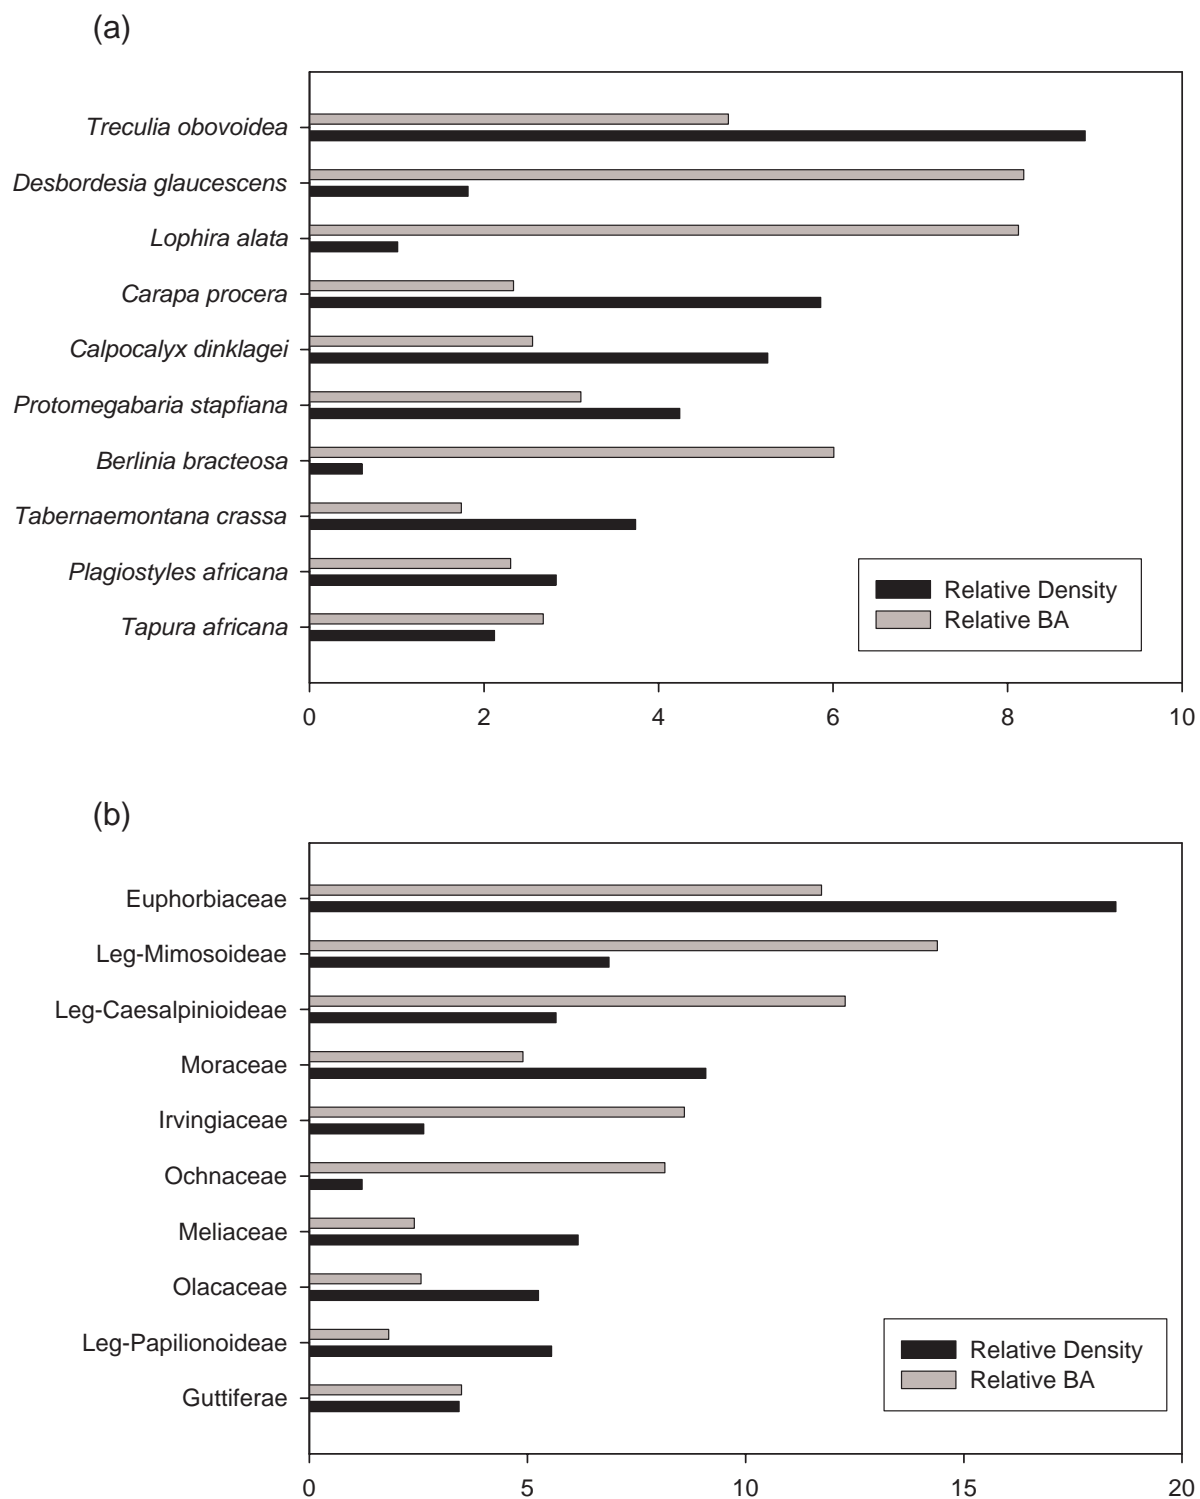 (a)
Treculia obovoidea
Desbordesia glaucescens
Lophira alata
Carapa procera
Calpocalyx dinklagei
Protomegabaria stapfiana
Berlinia bracteosa
Tabernaemontana crassa
Plagiostyles africana
Tapura africana
Relative Density
Relative BA
0 2 4 6 8 10
(b)
Euphorbiaceae
Leg-Mimosoideae
Leg-Caesalpinioideae
Moraceae
Irvingiaceae
Ochnaceae
Meliaceae
Olacaceae
Leg-Papilionoideae
Guttiferae
Relative Density
Relative BA
0 5 10 15 20